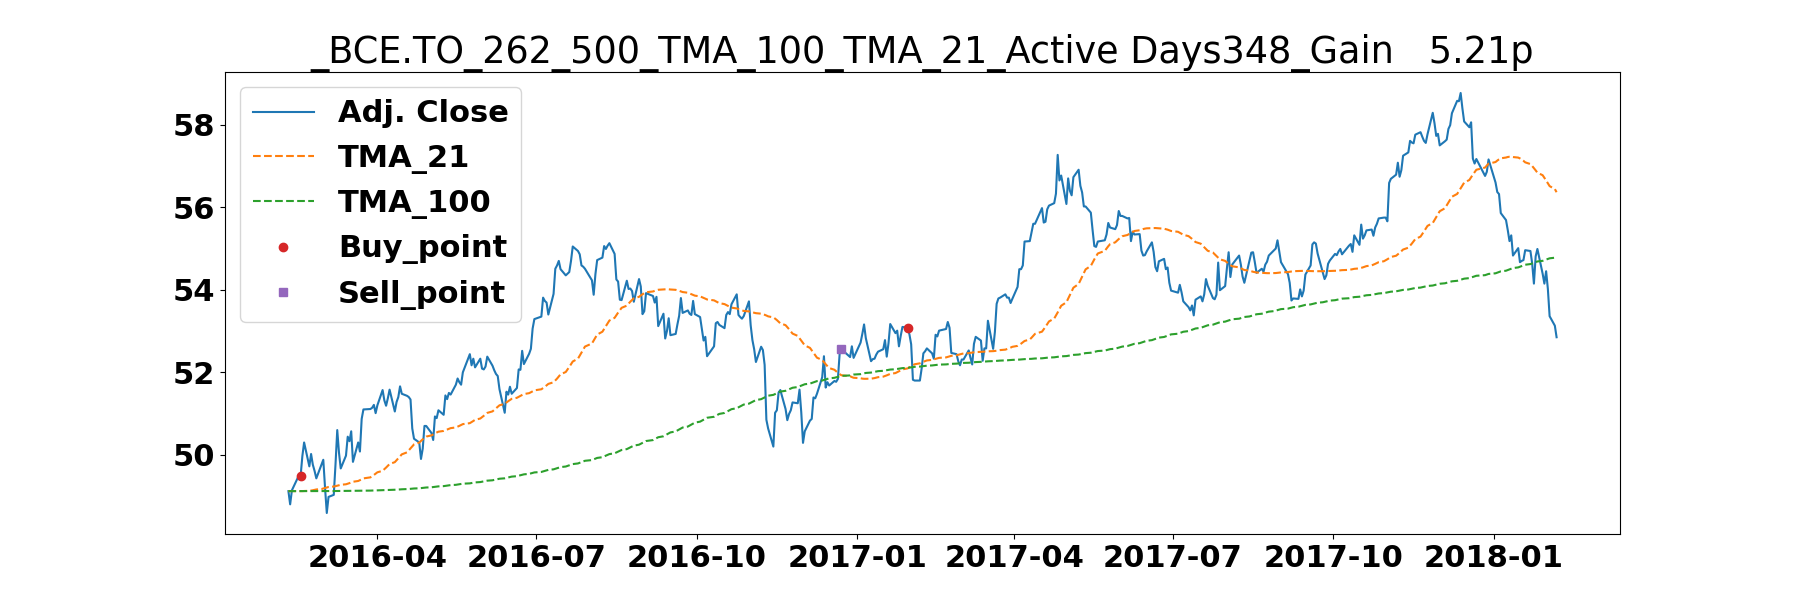 _BCE.TO_262_500_TMA_100_TMA_21_Active Days348_Gain 5.21p
Adj. Close
TMA_21
TMA_100
Buy_point
Sell_point
58
56
54
52
50
2016-04 2016-07 2016-10 2017-01 2017-04 2017-07 2017-10 2018-01